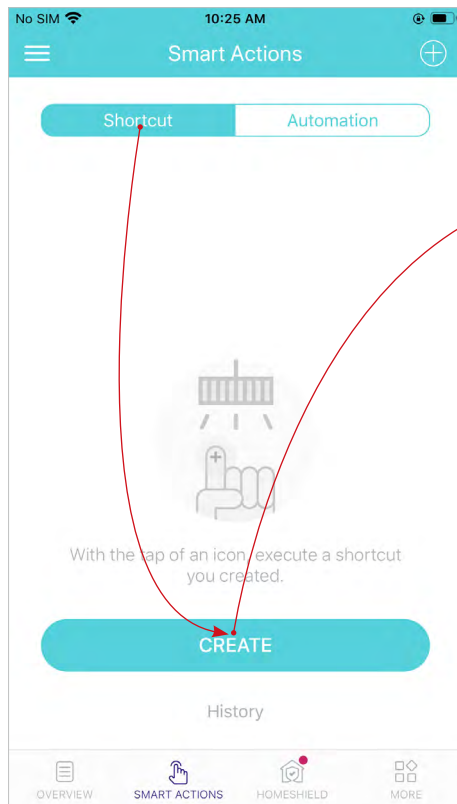 No SIM 10:25 AM
Smart Actions
Shortcut Automation
With the tap of an icon, execute a shortcut
you created.
CREATE
History
OVERVIEW SMART ACTIONS HOMESHIELD MORE